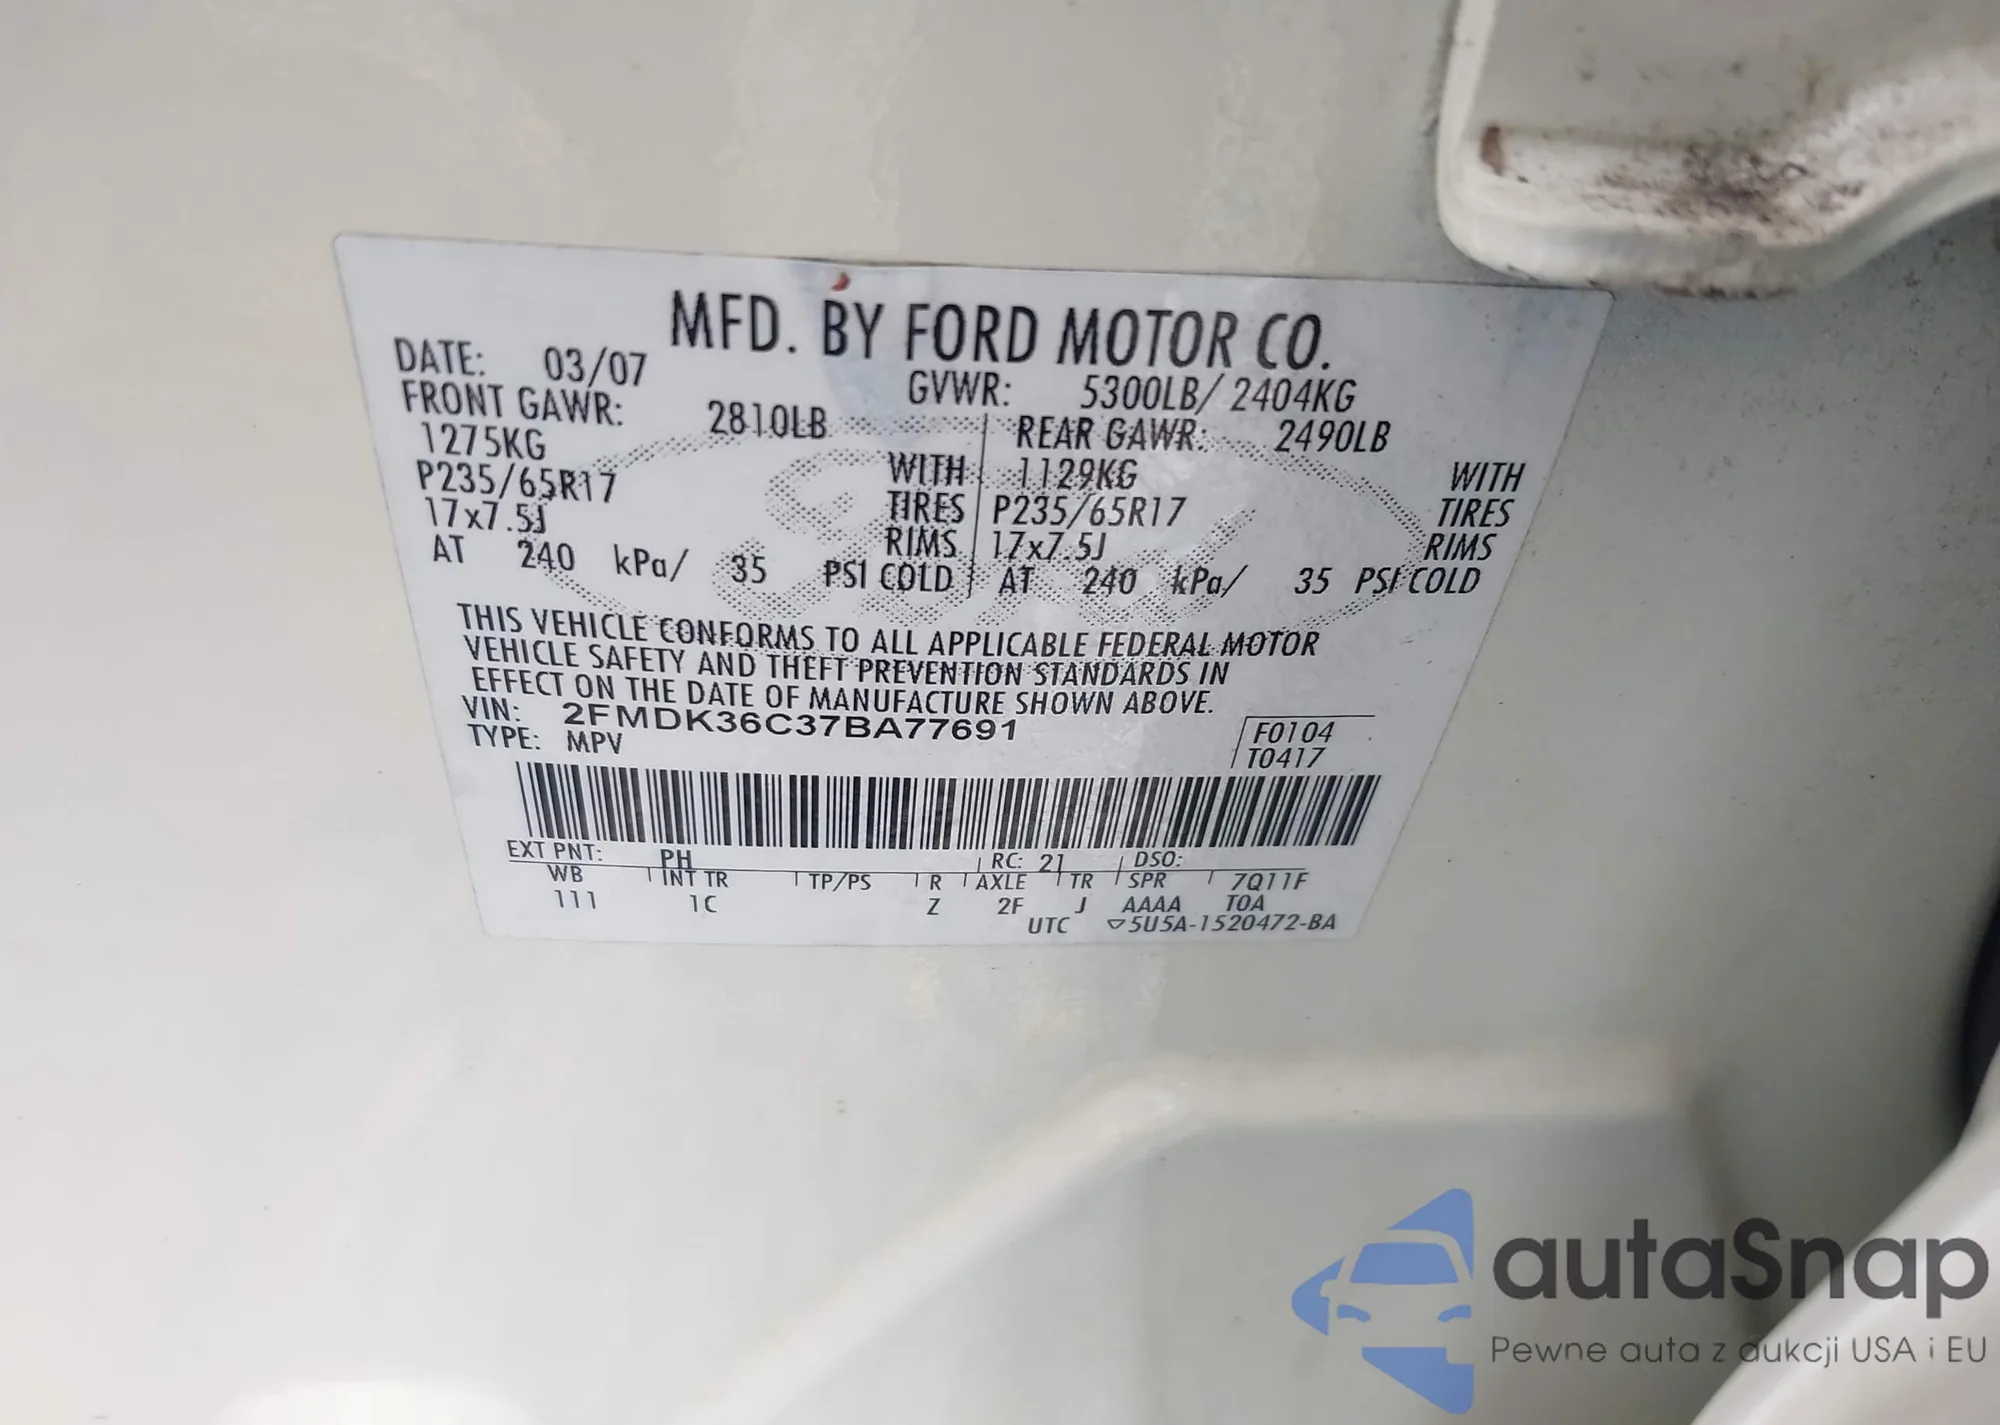 MFD. BY FORD MOTOR CO.
DATE: 03/07 GVWR: 5300LB/ 2404KG
FRONT GAWR: 2810LB REAR GAWR: 2490LB
1275KG WITH 1129KG WITH
P235/65R17 TIRES P235/65R17 TIRES
17x7.5J RIMS 17x7.5J RIMS
AT 240 kPa/ 35 PSI COLD AT 240 kPa/ 35 PSI COLD
THIS VEHICLE CONFORMS TO ALL APPLICABLE FEDERAL MOTOR
VEHICLE SAFETY AND THEFT PREVENTION STANDARDS IN
EFFECT ON THE DATE OF MANUFACTURE SHOWN ABOVE.
VIN: 2FMDK36C37BA77691 F0104
TYPE: MPV T0417
EXT PNT: PH RC: 21 DSO:
WB INT TR TP/PS R AXLE TR SPR 7Q11F
111 1C Z 2F J AAAA TOA
UTC ▽5U5A-1520472-BA
autaSnap
Pewne auta z aukcji USA i EU